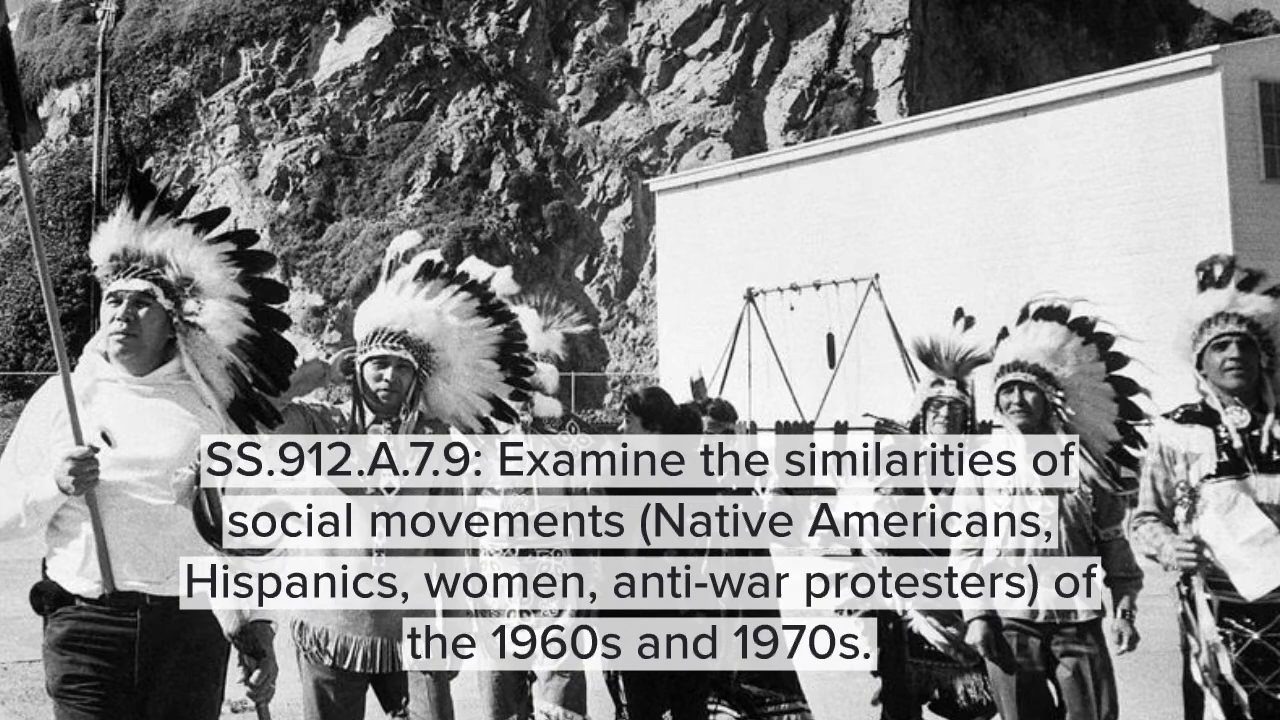 SS.912.A.7.9: Examine the similarities of
social movements (Native Americans,
Hispanics, women, anti-war protesters) of
the 1960s and 1970s.